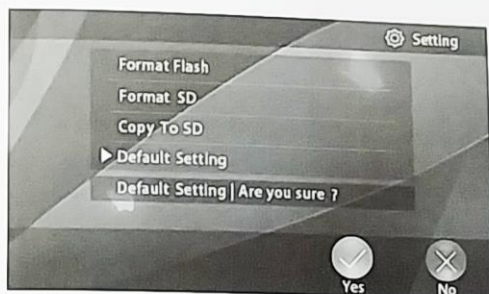 Setting
Format Flash
Format SD
Copy To SD
Default Setting
Default Setting | Are you sure ?
Yes
No